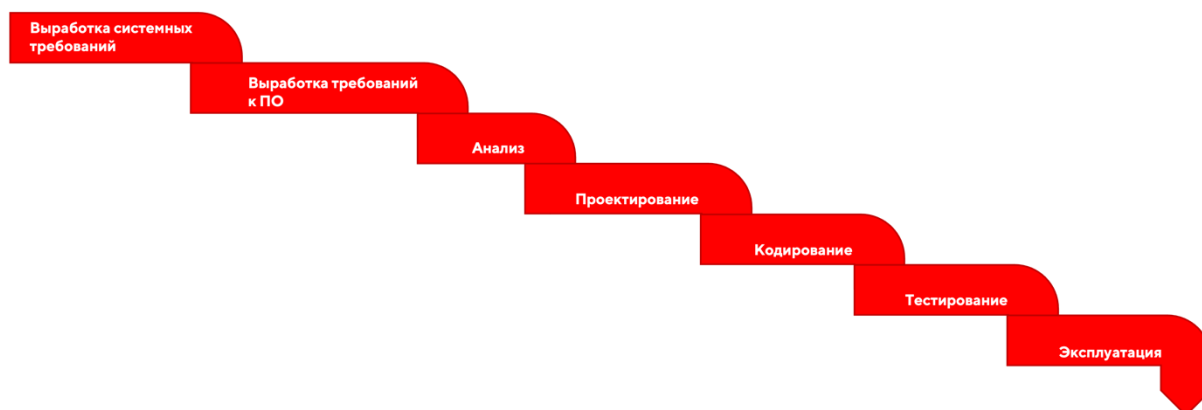 Выработка системных
требований
Выработка требований
к ПО
Анализ
Проектирование
Кодирование
Тестирование
Эксплуатация